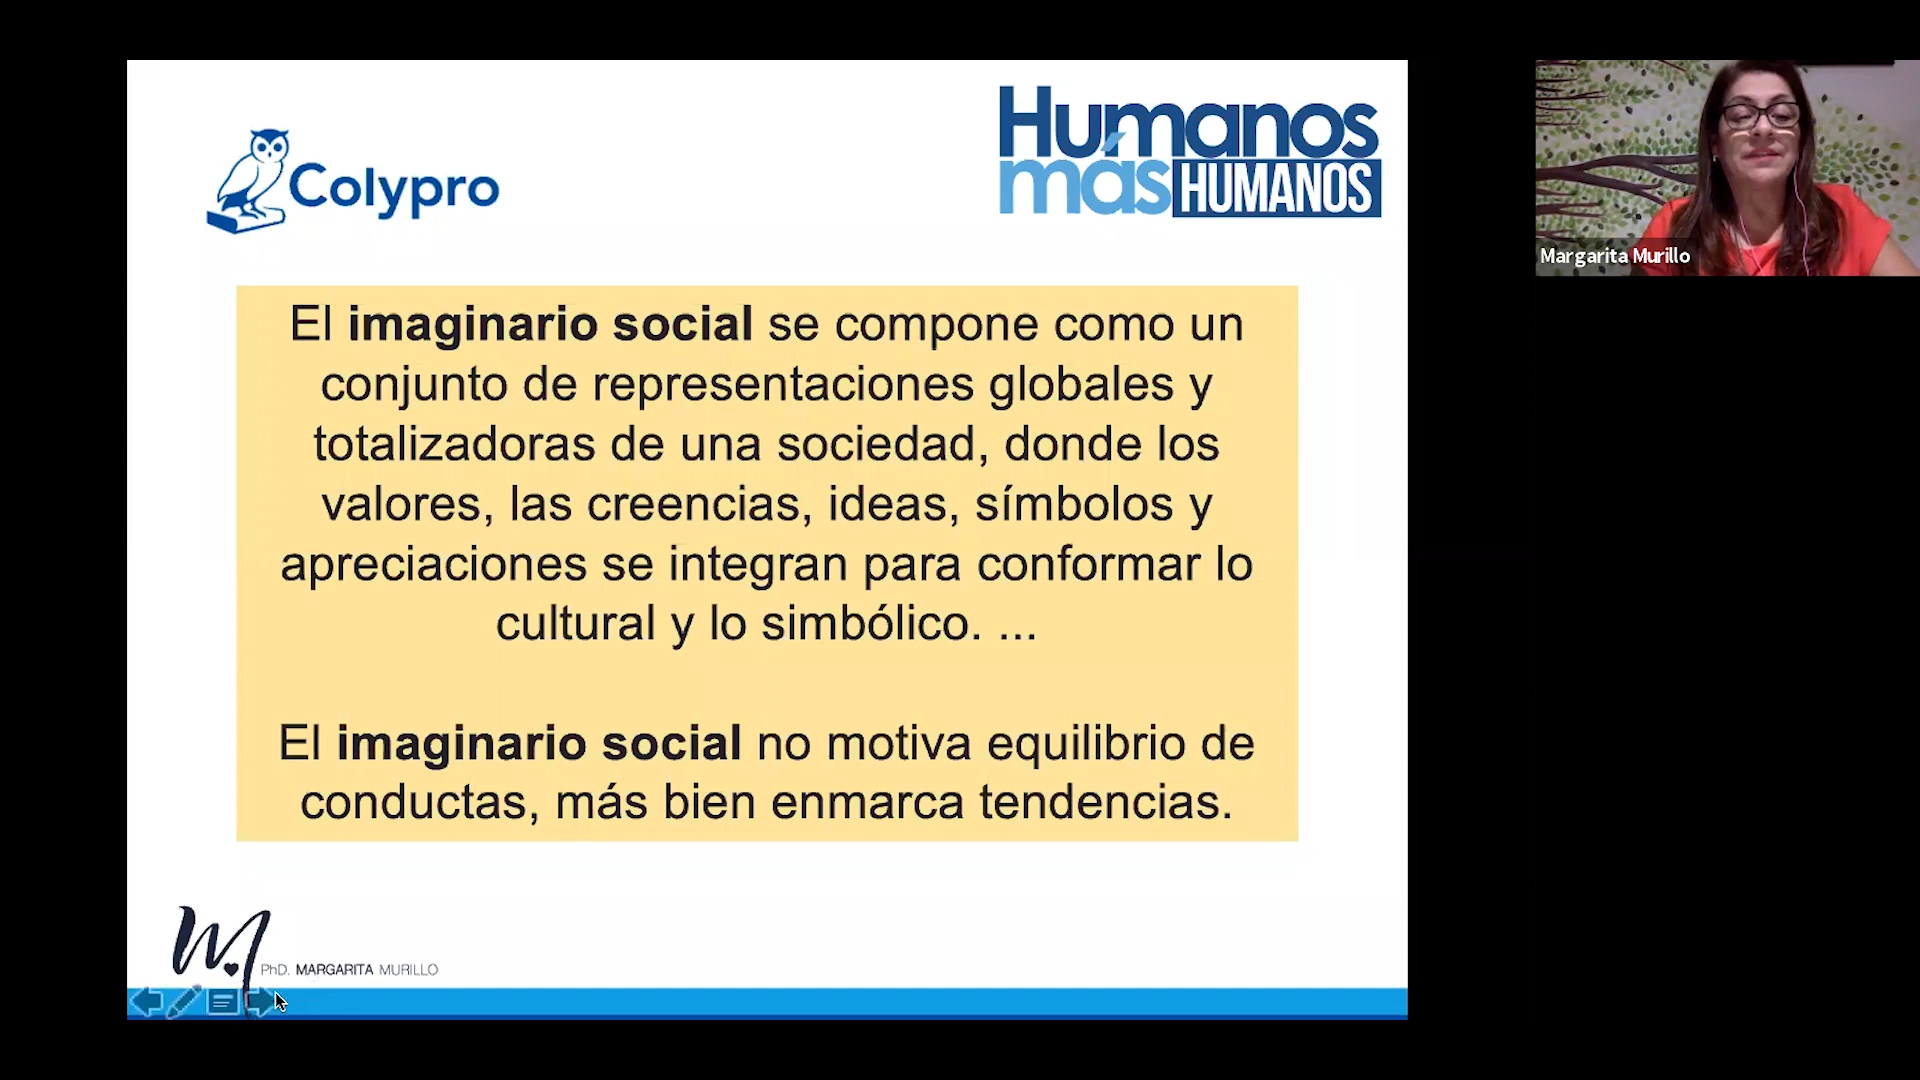 Colypro
Humanos
más HUMANOS
Margarita Murillo
El imaginario social se compone como un
conjunto de representaciones globales y
totalizadoras de una sociedad, donde los
valores, las creencias, ideas, símbolos y
apreciaciones se integran para conformar lo
cultural y lo simbólico. ...
El imaginario social no motiva equilibrio de
conductas, más bien enmarca tendencias.
M
PhD. MARGARITA MURILLO